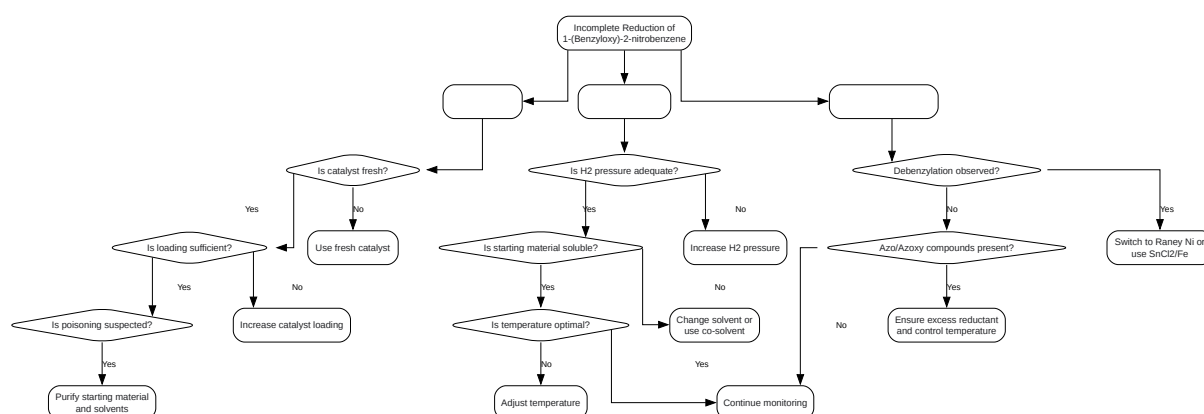 Incomplete Reduction of
1-(Benzyloxy)-2-nitrobenzene
Is catalyst fresh?
Is H2 pressure adequate?
Debenzylation observed?
Yes
No
Yes
No
No
Yes
Is loading sufficient?
Use fresh catalyst
Is starting material soluble?
Increase H2 pressure
Azo/Azoxy compounds present?
Switch to Raney Ni or
use SnCl2/Fe
Yes
No
Yes
No
Yes
Is poisoning suspected?
Increase catalyst loading
Is temperature optimal?
Change solvent or
use co-solvent
No
Ensure excess reductant
and control temperature
Yes
No
Yes
Purify starting material
and solvents
Adjust temperature
Continue monitoring